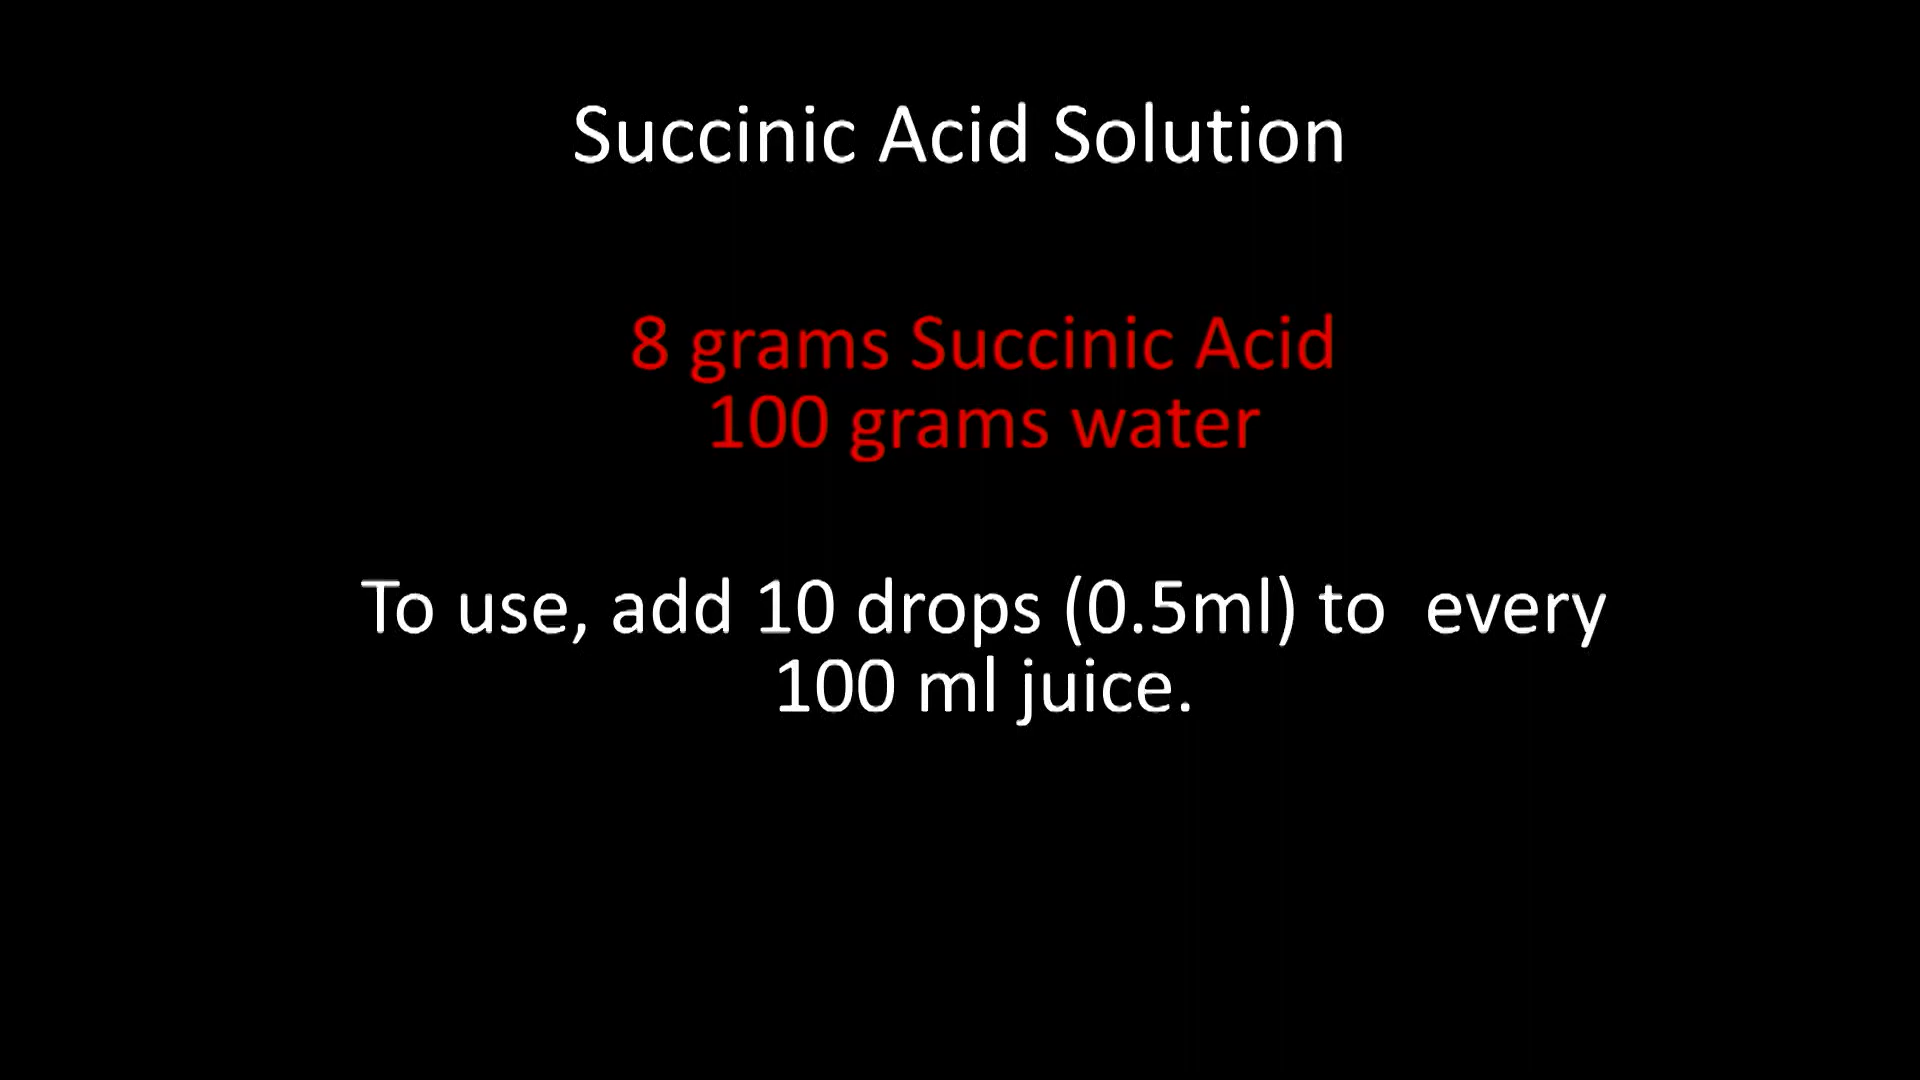 Succinic Acid Solution
8 grams Succinic Acid
100 grams water
To use, add 10 drops (0.5ml) to  every
100 ml juice.